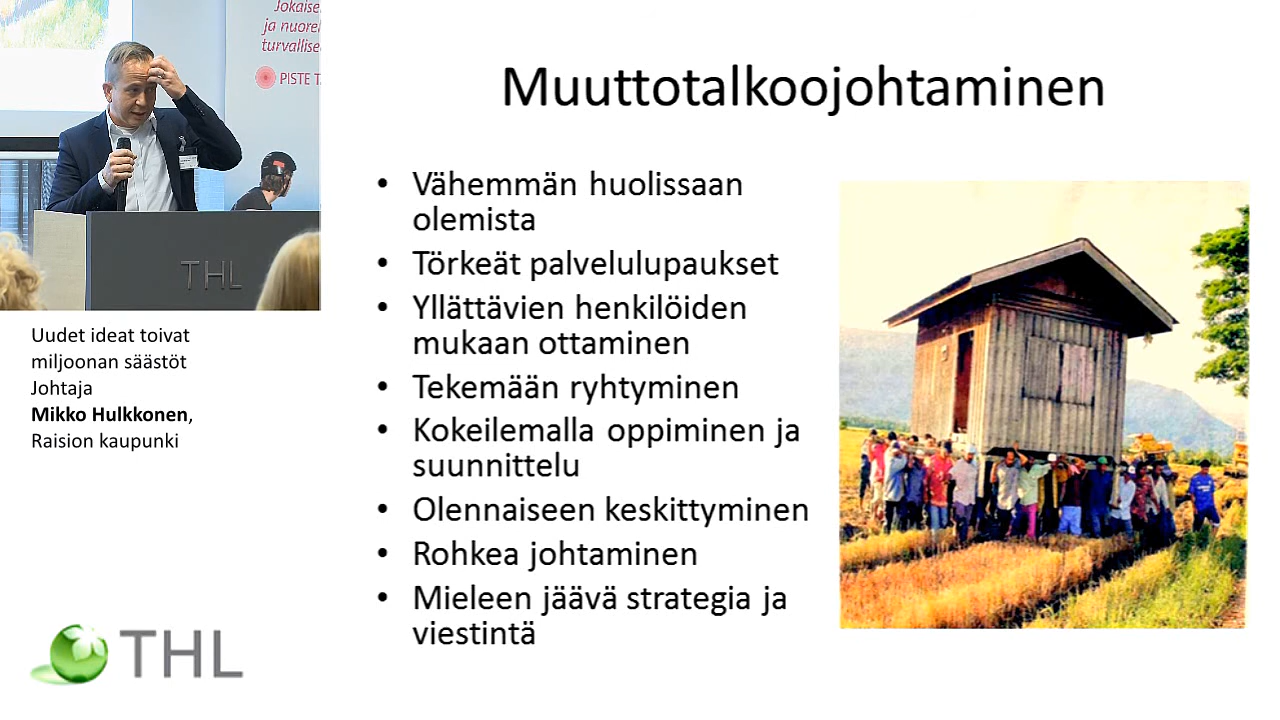 Jokaise
ja nuorel
turvallise
PISTE T
THL
Uudet ideat toivat
miljoonan säästöt
Johtaja
Mikko Hulkkonen,
Raision kaupunki
THL
Muuttotalkoojohtaminen
• Vähemmän huolissaan
olemista
• Törkeät palvelulupaukset
• Yllättävien henkilöiden
mukaan ottaminen
• Tekemään ryhtyminen
• Kokeilemalla oppiminen ja
suunnittelu
• Olennaiseen keskittyminen
• Rohkea johtaminen
• Mieleen jäävä strategia ja
viestintä